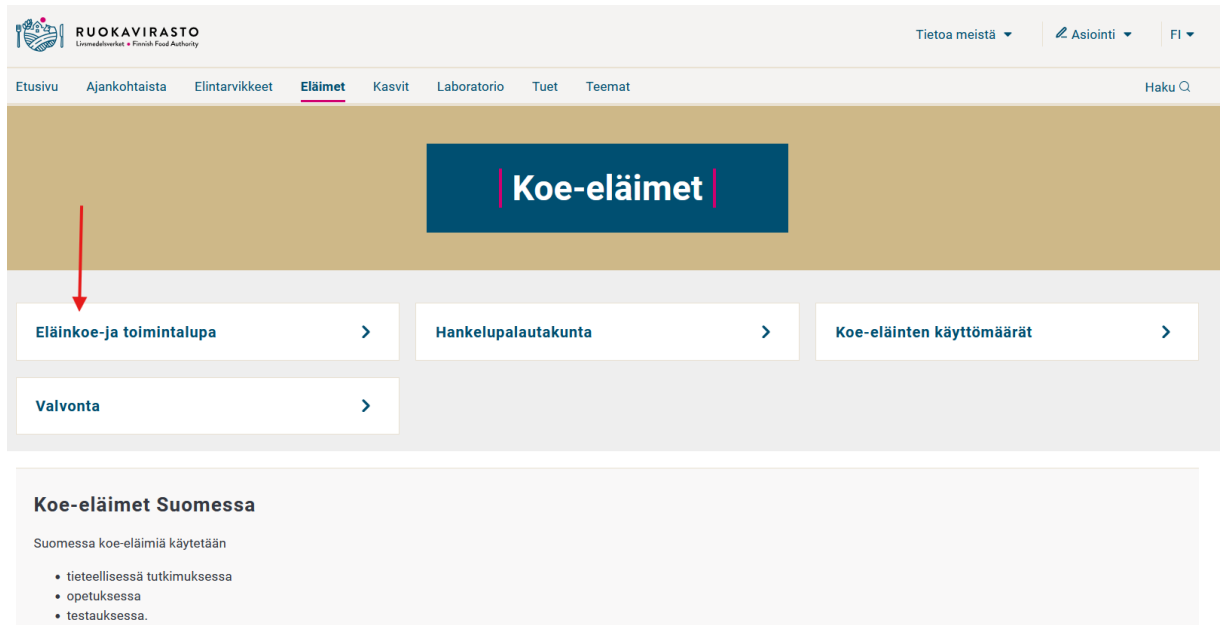 RUOKAVIRASTO
Livsmedelsverket • Finnish Food Authority
Tietoa meistä
Asiointi
FI
Etusivu Ajankohtaista Elintarvikkeet Eläimet Kasvit Laboratorio Tuet Teemat Haku
Koe-eläimet
Eläinkoe-ja toimintalupa
Hankelupalautakunta
Koe-eläinten käyttömäärät
Valvonta
Koe-eläimet Suomessa
Suomessa koe-eläimiä käytetään
• tieteellisessä tutkimuksessa
• opetuksessa
• testauksessa.